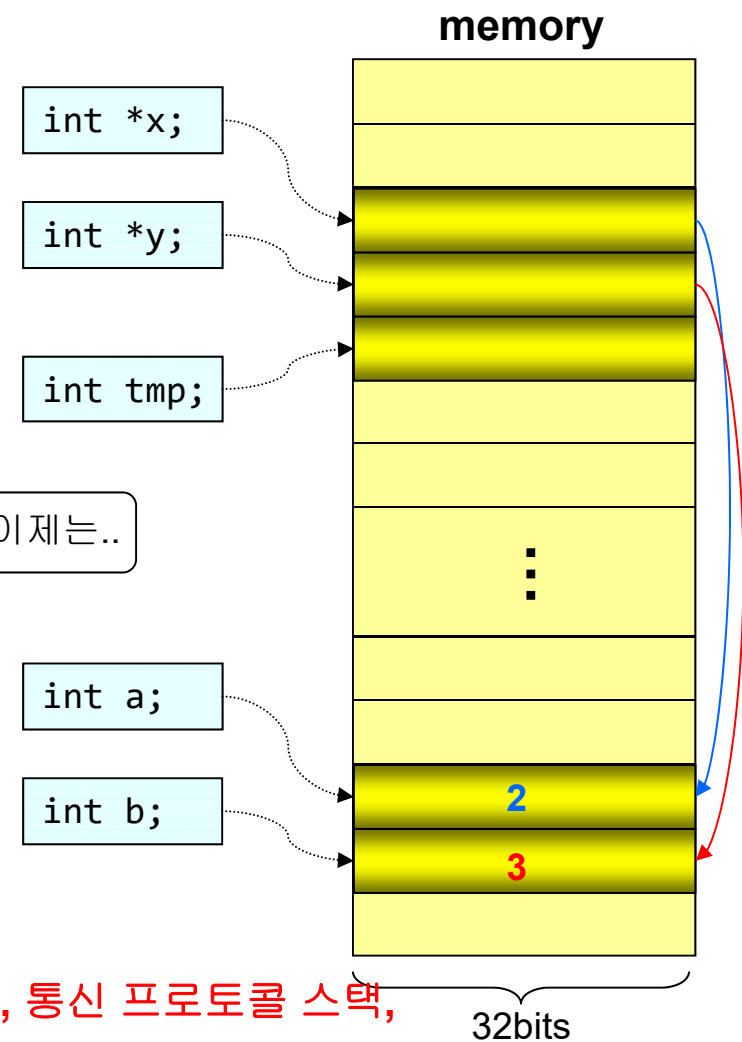 memory
int *x;
int *y;
int tmp;
이제는..
int a;
2
int b;
3
, 통신 프로토콜 스택,
32bits